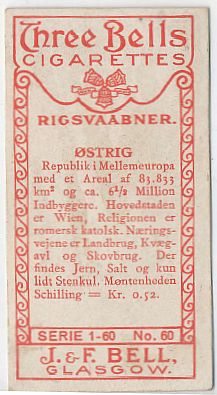 Three Bells
CIGARETTES
RIGSVAABNER.
ØSTRIG
Republik i Mellemeuropa
med et Areal af 83.833
km² og ca. 6½ Million
Indbyggere. Hovedstaden
er Wien. Religionen er
romersk katolsk. Nærings-
vejene er Landbrug, Kvæg-
avl og Skovbrug. Der
findes Jern, Salt og kun
lidt Stenkul. Møntenheden
Schilling = Kr. 0.52.
SERIE 1-60 No. 60
J. & F. BELL,
GLASGOW.